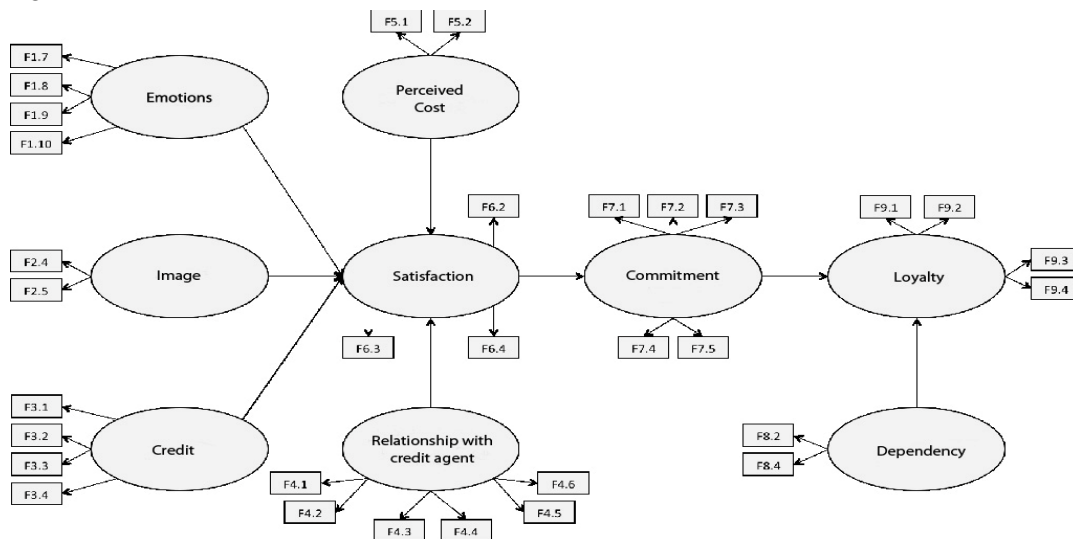 F5.1
F5.2
F1.7
F1.8
F1.9
F1.10
Emotions
Perceived
Cost
F6.2
F7.1
F7.2
F7.3
F9.1
F9.2
F2.4
F2.5
Image
Satisfaction
Commitment
Loyalty
F9.3
F9.4
F6.3
F6.4
F7.4
F7.5
F3.1
F3.2
F3.3
F3.4
Credit
Relationship with
credit agent
F8.2
F8.4
Dependency
F4.1
F4.2
F4.3
F4.4
F4.5
F4.6